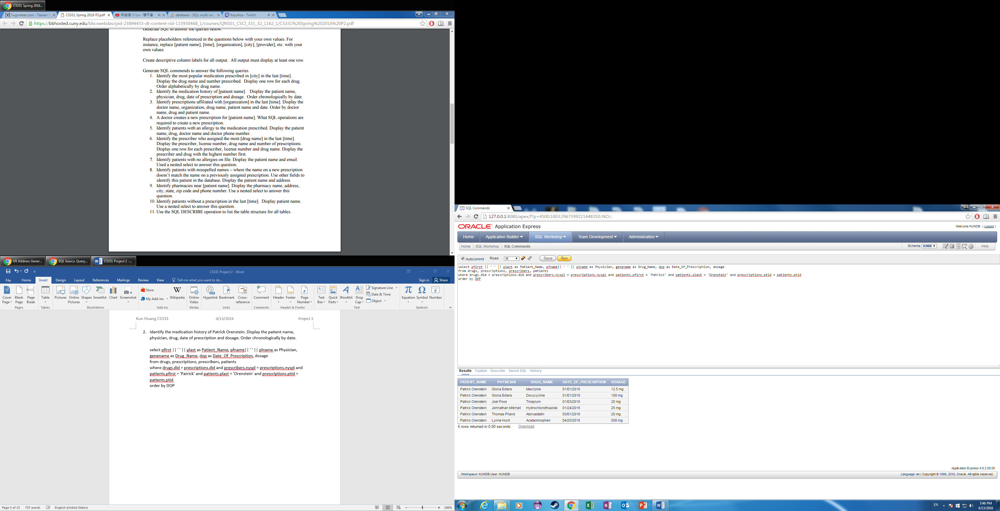 CS331 Spring 2016...
Sugoideas.com - Taiwan
CS331 Spring 2016 P2.pdf
林俊傑 JJ Lin - 學不會
database - SQL: multi valu
Kayotica - Twitch
https://bbhosted.cuny.edu/bbcswebdav/pid-23894453-dt-content-rid-115930468_1/courses/QNS01_CSCI_331_32_1162_1/CS331%20Spring%202016%20P2.pdf
Generate SQL to answer the queries below.
Replace placeholders referenced in the questions below with your own values. For
instance, replace [patient name], [time], [organization], [city], [provider], etc. with your
own values.
Create descriptive column labels for all output. All output must display at least one row.
Generate SQL commands to answer the following queries.
1. Identify the most popular medication prescribed in [city] in the last [time].
Display the drug name and number prescribed. Display one row for each drug.
Order alphabetically by drug name.
2. Identify the medication history of [patient name]. Display the patient name,
physician, drug, date of prescription and dosage. Order chronologically by date.
3. Identify prescriptions affiliated with [organization] in the last [time]. Display the
doctor name, organization, drug name, patient name and date. Order by doctor
name, drug and patient name.
4. A doctor creates a new prescription for [patient name]. What SQL operations are
required to create a new prescription.
5. Identify patients with an allergy to the medication prescribed. Display the patient
name, drug, doctor name and doctor phone number.
6. Identify the prescriber who assigned the most [drug name] in the last [time].
Display the prescriber, license number, drug name and number of prescriptions.
Display one row for each prescriber, license number and drug name. Display the
prescriber and drug with the highest number first.
7. Identify patients with no allergies on file. Display the patient name and email.
Used a nested select to answer this question.
8. Identify patients with misspelled names – where the name on a new prescription
doesn't match the name on a previously assigned prescription. Use other fields to
identify this patient in the database. Display the patient name and address.
9. Identify pharmacies near [patient name]. Display the pharmacy name, address,
city, state, zip code and phone number. Use a nested select to answer this
question.
10. Identify patients without a prescription in the last [time]. Display patient name.
Use a nested select to answer this question.
11. Use the SQL DESCRIBE operation to list the table structure for all tables.
US Address Gener...
SQL basics: Query...
CS331 Project 2 -...
CS331 Project 2 - Word
File Home Insert Design Layout References Mailings Review View Tell me what you want to do... Sign in Share
Cover Page
Blank Page
Page Break
Table
Pictures
Online Pictures
Shapes
SmartArt
Chart
Screenshot
Store
My Add-ins
Wikipedia
Online Video
Hyperlink
Bookmark
Cross-reference
Comment
Header
Footer
Page Number
Text Box
Quick Parts
WordArt
Drop Cap
Signature Line
Date & Time
Object
Equation
Symbol
Number
Pages Tables Illustrations Add-ins Media Links Comments Header & Footer Text Symbols
Kun Huang CS331 4/13/2016 Project 2
2. Identify the medication history of Patrick Orenstein. Display the patient name,
physician, drug, date of prescription and dosage. Order chronologically by date.
select pfirst || ' ' || plast as Patient_Name, pfname|| ' ' || plname as Physician,
genename as Drug_Name, dop as Date_Of_Prescription, dosage
from drugs, prescriptions, prescribers, patients
where drugs.did = prescriptions.did and prescribers.nyspl = prescriptions.nyspl and
patients.pfirst = 'Patrick' and patients.plast = 'Orenstein' and prescriptions.ptid =
patients.ptid
order by DOP
Page 5 of 13 757 words English (United States) 100%
SQL Commands
127.0.0.1:8080/apex/f?p=4500:1003:2967399221448350::NO:::
ORACLE Application Express
Welcome KUNDB ( Logout )
Home Application Builder SQL Workshop Team Development Administration
Home SQL Workshop SQL Commands
Schema KUNDB Help
Autocommit Rows 30 Save Run
select pfirst || ' ' || plast as Patient_Name, pfname|| ' ' || plname as Physician, genename as Drug_Name, dop as Date_Of_Prescription, dosage
from drugs, prescriptions, prescribers, patients
where drugs.did = prescriptions.did and prescribers.nyspl = prescriptions.nyspl and patients.pfirst = 'Patrick' and patients.plast = 'Orenstein' and prescriptions.ptid = patients.ptid
order by DOP
Results Explain Describe Saved SQL History
PATIENT_NAME PHYSICIAN DRUG_NAME DATE_OF_PRESCRIPTION DOSAGE
Patrick Orenstein Gloria Edlers Meclizine 01/01/2016 12.5 mg
Patrick Orenstein Gloria Edlers Doxycycline 01/01/2016 100 mg
Patrick Orenstein Joel Foos Trospium 01/03/2016 20 mg
Patrick Orenstein Johnathan Mitchell Hydrochlorothiazide 01/24/2016 25 mg
Patrick Orenstein Thomas Piland Atorvastatin 03/01/2016 20 mg
Patrick Orenstein Lynne Hurd Acetaminophen 04/25/2016 500 mg
6 rows returned in 0.00 seconds Download
Application Express 4.0.2.00.09
Workspace: KUNDB User: KUNDB
Language: en | Copyright © 1999, 2010, Oracle. All rights reserved.
EN
7:46 PM
4/13/2016